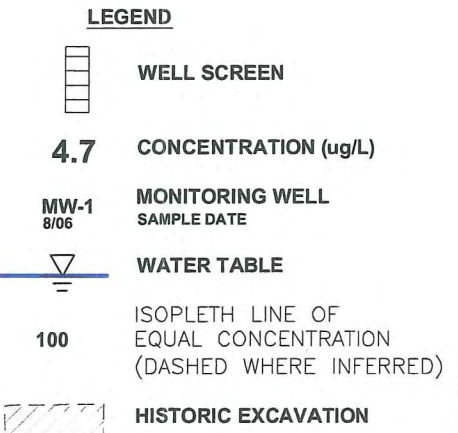 LEGEND
WELL SCREEN
4.7 CONCENTRATION (ug/L)
MW-1 MONITORING WELL
8/06 SAMPLE DATE
WATER TABLE
ISOPLETH LINE OF
100 EQUAL CONCENTRATION
(DASHED WHERE INFERRED)
HISTORIC EXCAVATION